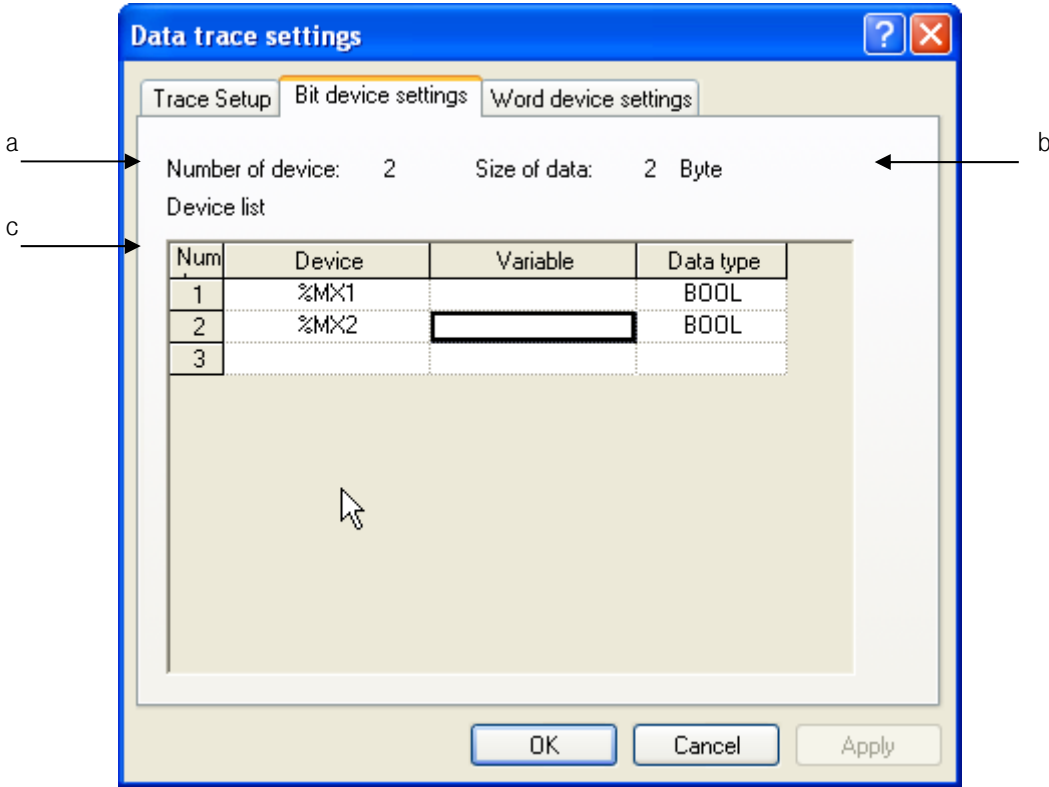 Data trace settings
Trace Setup Bit device settings Word device settings
a b
Number of device: 2 Size of data: 2 Byte
Device list
c
Num Device Variable Data type
1 %MX1 BOOL
2 %MX2 BOOL
3
OK Cancel Apply